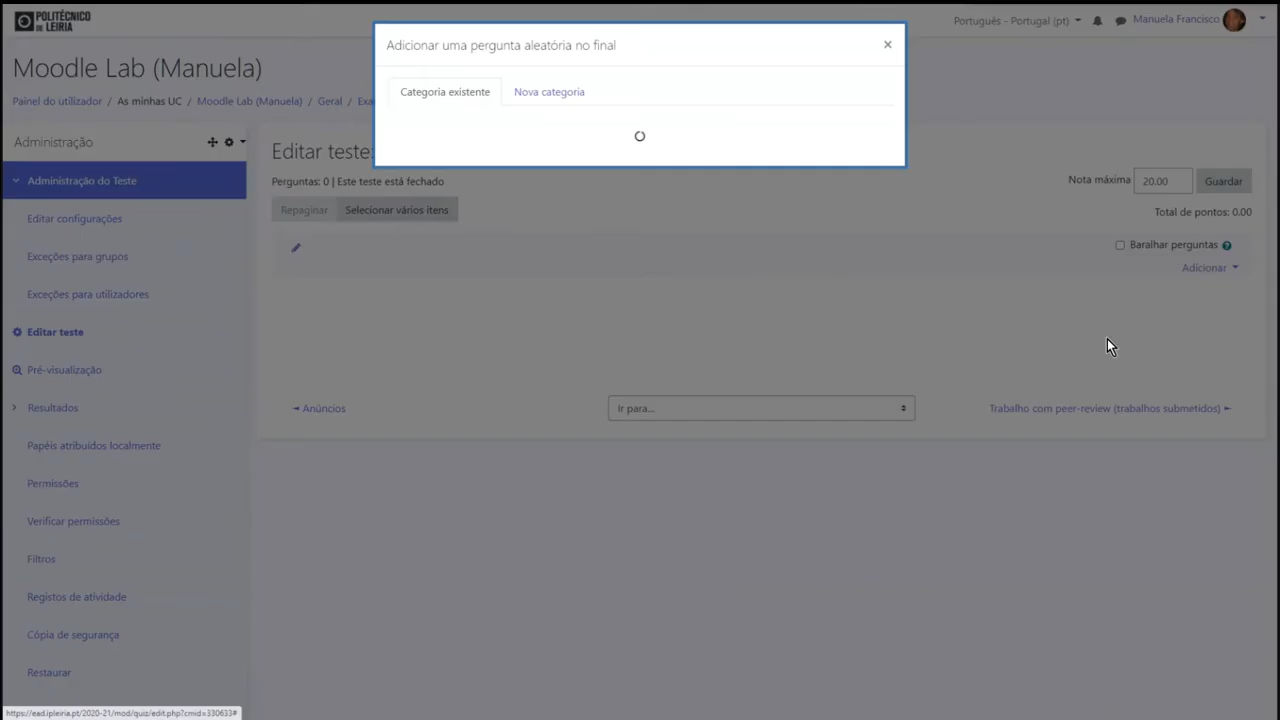 POLITÉCNICO
DE LEIRIA
Português - Portugal (pt)
Manuela Francisco
Adicionar uma pergunta aleatória no final
×
Categoria existente
Nova categoria
Moodle Lab (Manuela)
Painel do utilizador / As minhas UC / Moodle Lab (Manuela) / Geral /
Administração
Administração do Teste
Editar configurações
Exceções para grupos
Exceções para utilizadores
Editar teste
Pré-visualização
Resultados
Papéis atribuídos localmente
Permissões
Verificar permissões
Filtros
Registos de atividade
Cópia de segurança
Restaurar
Editar teste:
Perguntas: 0 | Este teste está fechado
Nota máxima 20.00 Guardar
Total de pontos: 0.00
Repaginar Selecionar vários itens
Baralhar perguntas
Adicionar
◄ Anúncios
Ir para...
Trabalho com peer-review (trabalhos submetidos) ►
https://ead.ipleiria.pt/2020-21/mod/quiz/edit.php?cmid=330633#